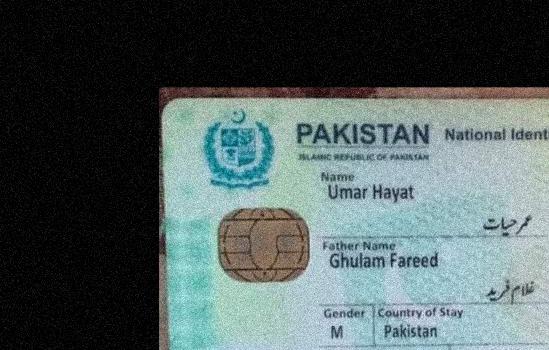 PAKISTAN National Ident
ISLAMIC REPUBLIC OF PAKISTAN
Name
Umar Hayat
عمر حیات
Father Name
Ghulam Fareed
غلام فرید
Gender Country of Stay
M Pakistan